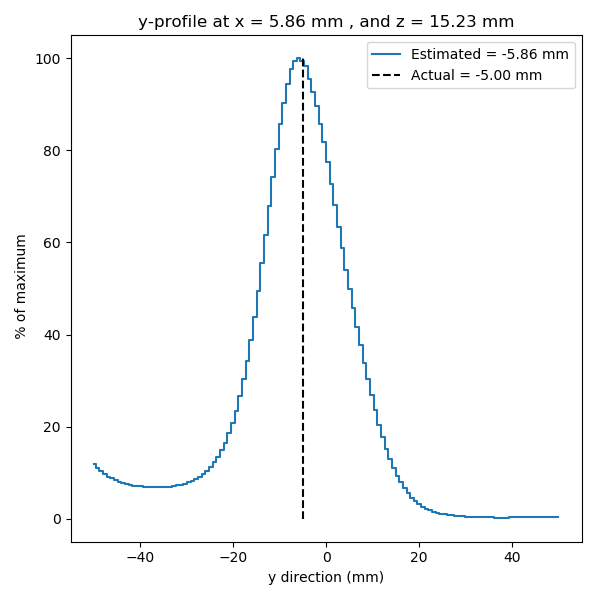 y-profile at x = 5.86 mm , and z = 15.23 mm
Estimated = -5.86 mm
Actual = -5.00 mm
100
80
60
40
20
0
% of maximum
−40
−20
0
20
40
y direction (mm)